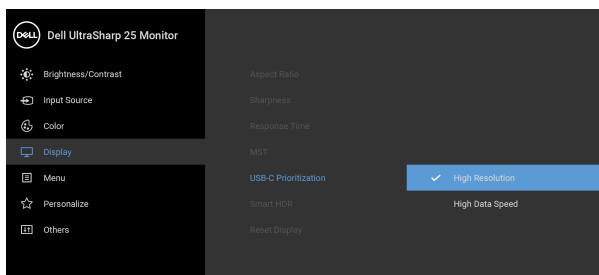 DELL
Dell UltraSharp 25 Monitor
Brightness/Contrast
Input Source
Color
Display
Menu
Personalize
Others
Aspect Ratio
Sharpness
Response Time
MST
USB-C Prioritization
Smart HDR
Reset Display
High Resolution
High Data Speed